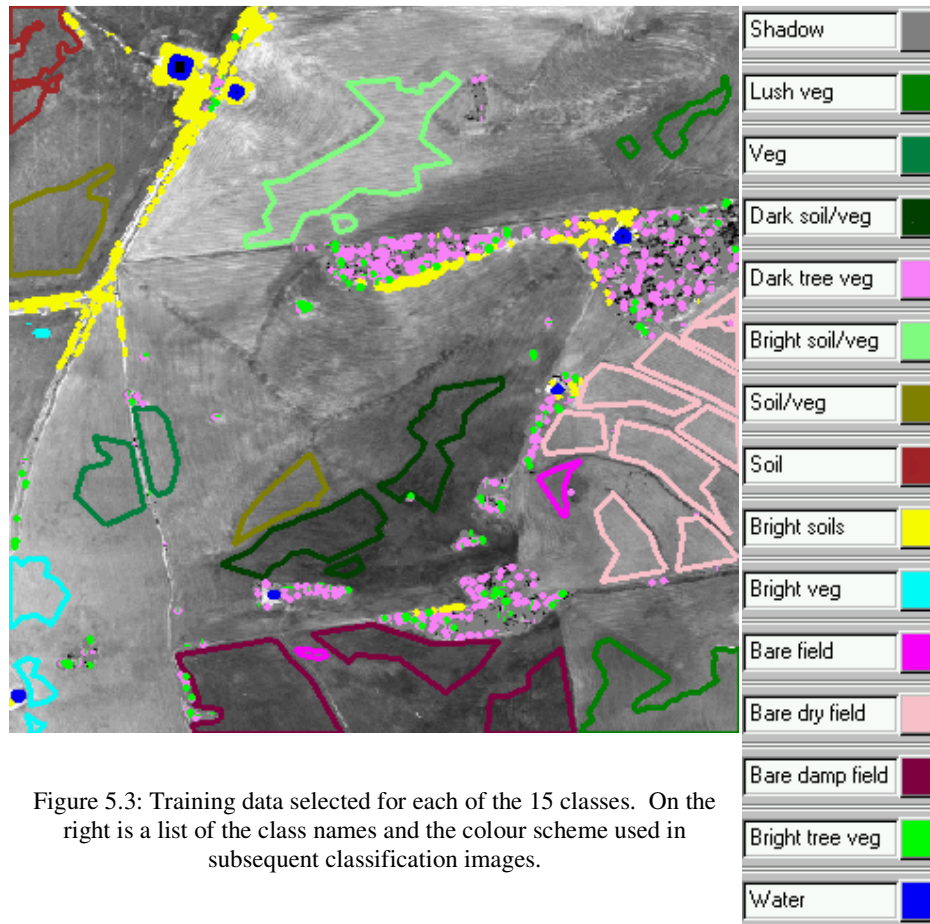 Shadow
Lush veg
Veg
Dark soil/veg
Dark tree veg
Bright soil/veg
Soil/veg
Soil
Bright soils
Bright veg
Bare field
Bare dry field
Bare damp field
Bright tree veg
Water
Figure 5.3: Training data selected for each of the 15 classes. On the
right is a list of the class names and the colour scheme used in
subsequent classification images.